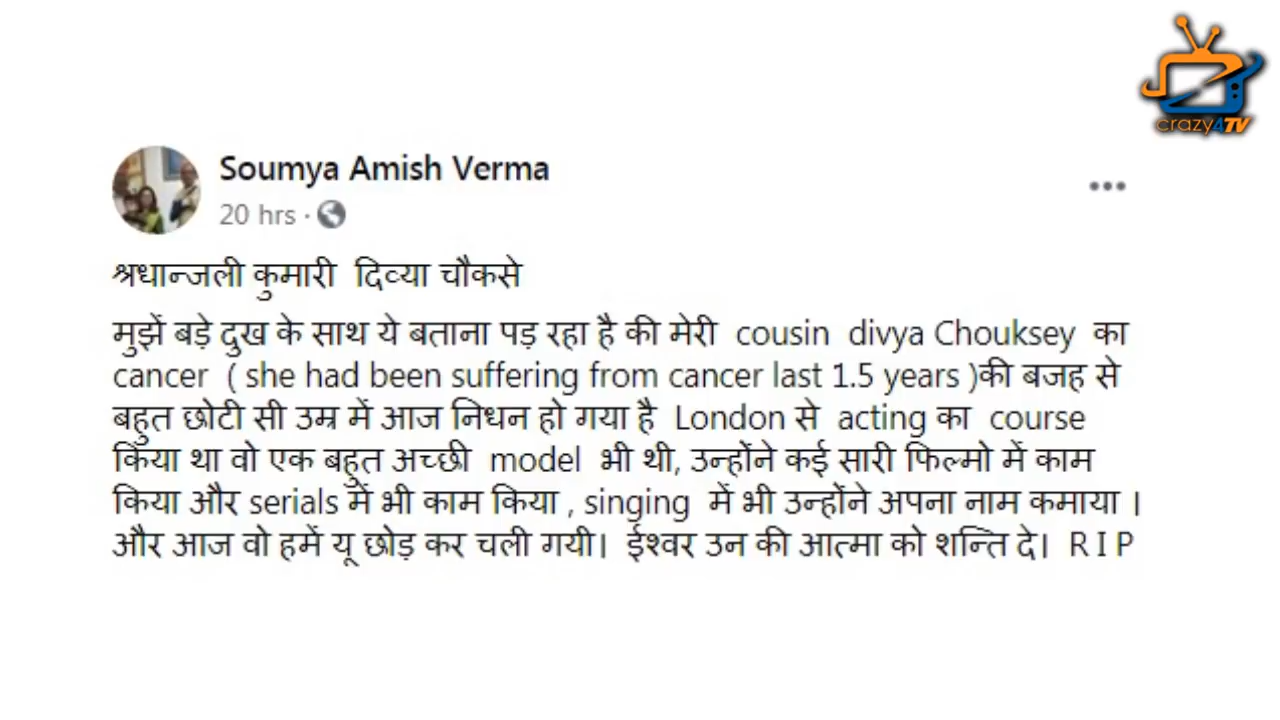 crazy4TV
Soumya Amish Verma
20 hrs ·
श्रधान्जली कुमारी दिव्या चौकसे
मुझें बड़े दुख के साथ ये बताना पड़ रहा है की मेरी cousin divya Chouksey का
cancer ( she had been suffering from cancer last 1.5 years )की बजह से
बहुत छोटी सी उम्र में आज निधन हो गया है London से acting का course
किया था वो एक बहुत अच्छी model भी थी, उन्होंने कई सारी फिल्मो में काम
किया और serials में भी काम किया , singing में भी उन्होंने अपना नाम कमाया ।
और आज वो हमें यू छोड़ कर चली गयी। ईश्वर उन की आत्मा को शन्ति दे। R I P